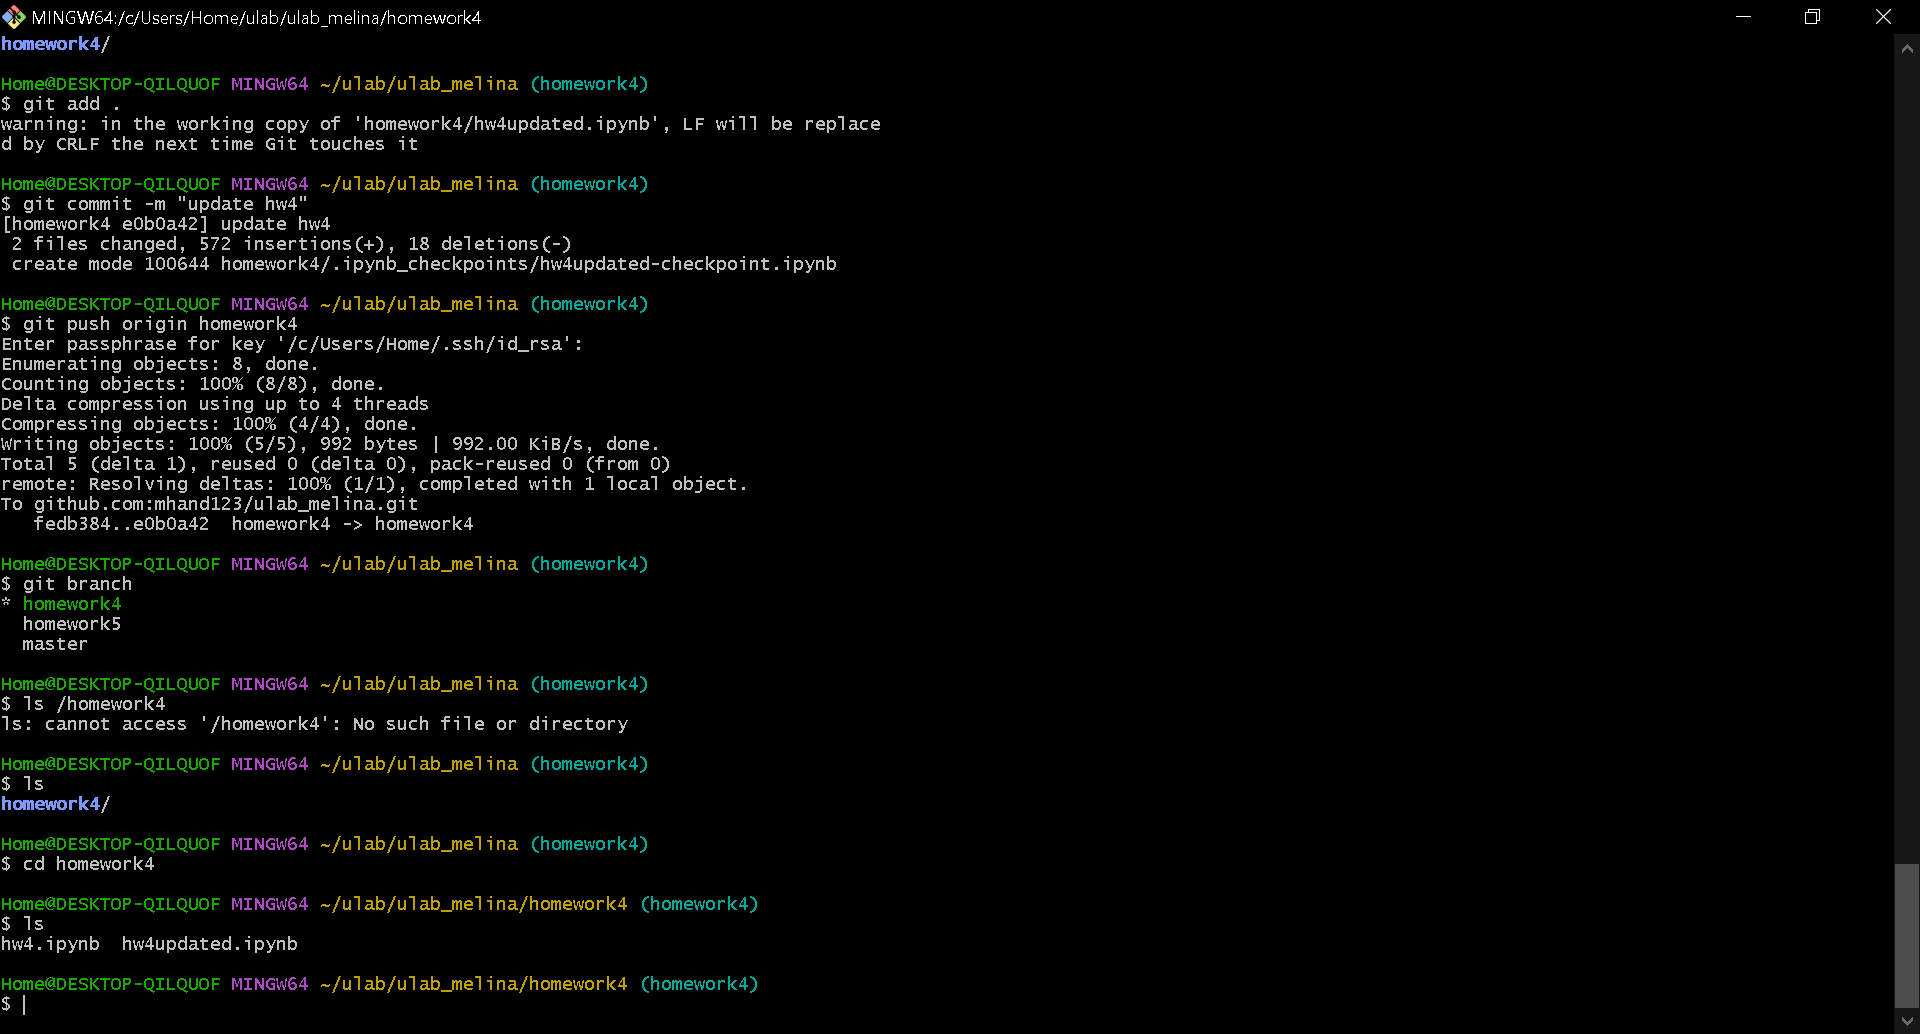 MINGW64:/c/Users/Home/ulab/ulab_melina/homework4
homework4/
Home@DESKTOP-QILQUOF MINGW64 ~/ulab/ulab_melina (homework4)
$ git add .
warning: in the working copy of 'homework4/hw4updated.ipynb', LF will be replace
d by CRLF the next time Git touches it
Home@DESKTOP-QILQUOF MINGW64 ~/ulab/ulab_melina (homework4)
$ git commit -m "update hw4"
[homework4 e0b0a42] update hw4
 2 files changed, 572 insertions(+), 18 deletions(-)
 create mode 100644 homework4/.ipynb_checkpoints/hw4updated-checkpoint.ipynb
Home@DESKTOP-QILQUOF MINGW64 ~/ulab/ulab_melina (homework4)
$ git push origin homework4
Enter passphrase for key '/c/Users/Home/.ssh/id_rsa':
Enumerating objects: 8, done.
Counting objects: 100% (8/8), done.
Delta compression using up to 4 threads
Compressing objects: 100% (4/4), done.
Writing objects: 100% (5/5), 992 bytes | 992.00 KiB/s, done.
Total 5 (delta 1), reused 0 (delta 0), pack-reused 0 (from 0)
remote: Resolving deltas: 100% (1/1), completed with 1 local object.
To github.com:mhand123/ulab_melina.git
   fedb384..e0b0a42  homework4 -> homework4
Home@DESKTOP-QILQUOF MINGW64 ~/ulab/ulab_melina (homework4)
$ git branch
* homework4
  homework5
  master
Home@DESKTOP-QILQUOF MINGW64 ~/ulab/ulab_melina (homework4)
$ ls /homework4
ls: cannot access '/homework4': No such file or directory
Home@DESKTOP-QILQUOF MINGW64 ~/ulab/ulab_melina (homework4)
$ ls
homework4/
Home@DESKTOP-QILQUOF MINGW64 ~/ulab/ulab_melina (homework4)
$ cd homework4
Home@DESKTOP-QILQUOF MINGW64 ~/ulab/ulab_melina/homework4 (homework4)
$ ls
hw4.ipynb  hw4updated.ipynb
Home@DESKTOP-QILQUOF MINGW64 ~/ulab/ulab_melina/homework4 (homework4)
$